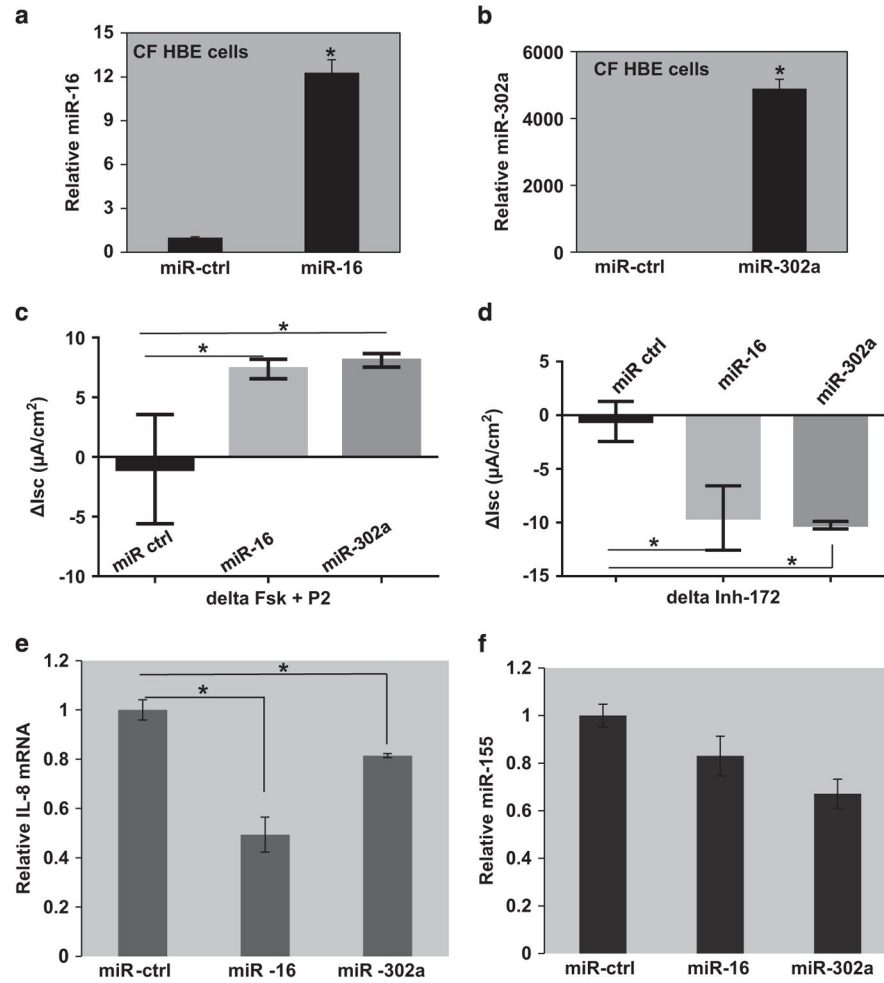 a
CF HBE cells
Relative miR-16
15
12
9
6
3
0
*
miR-ctrl miR-16
b
CF HBE cells
Relative miR-302a
6000
4000
2000
0
*
miR-ctrl miR-302a
c
ΔIsc (µA/cm²)
10
5
0
-5
-10
*
*
miR ctrl miR-16 miR-302a
delta Fsk + P2
d
miR ctrl miR-16 miR-302a
ΔIsc (µA/cm²)
5
0
-5
-10
-15
*
*
delta Inh-172
e
Relative IL-8 mRNA
1.2
1
0.8
0.6
0.4
0.2
0
*
*
miR -ctrl miR -16 miR -302a
f
Relative miR-155
1.2
1
0.8
0.6
0.4
0.2
0
miR-ctrl miR-16 miR-302a